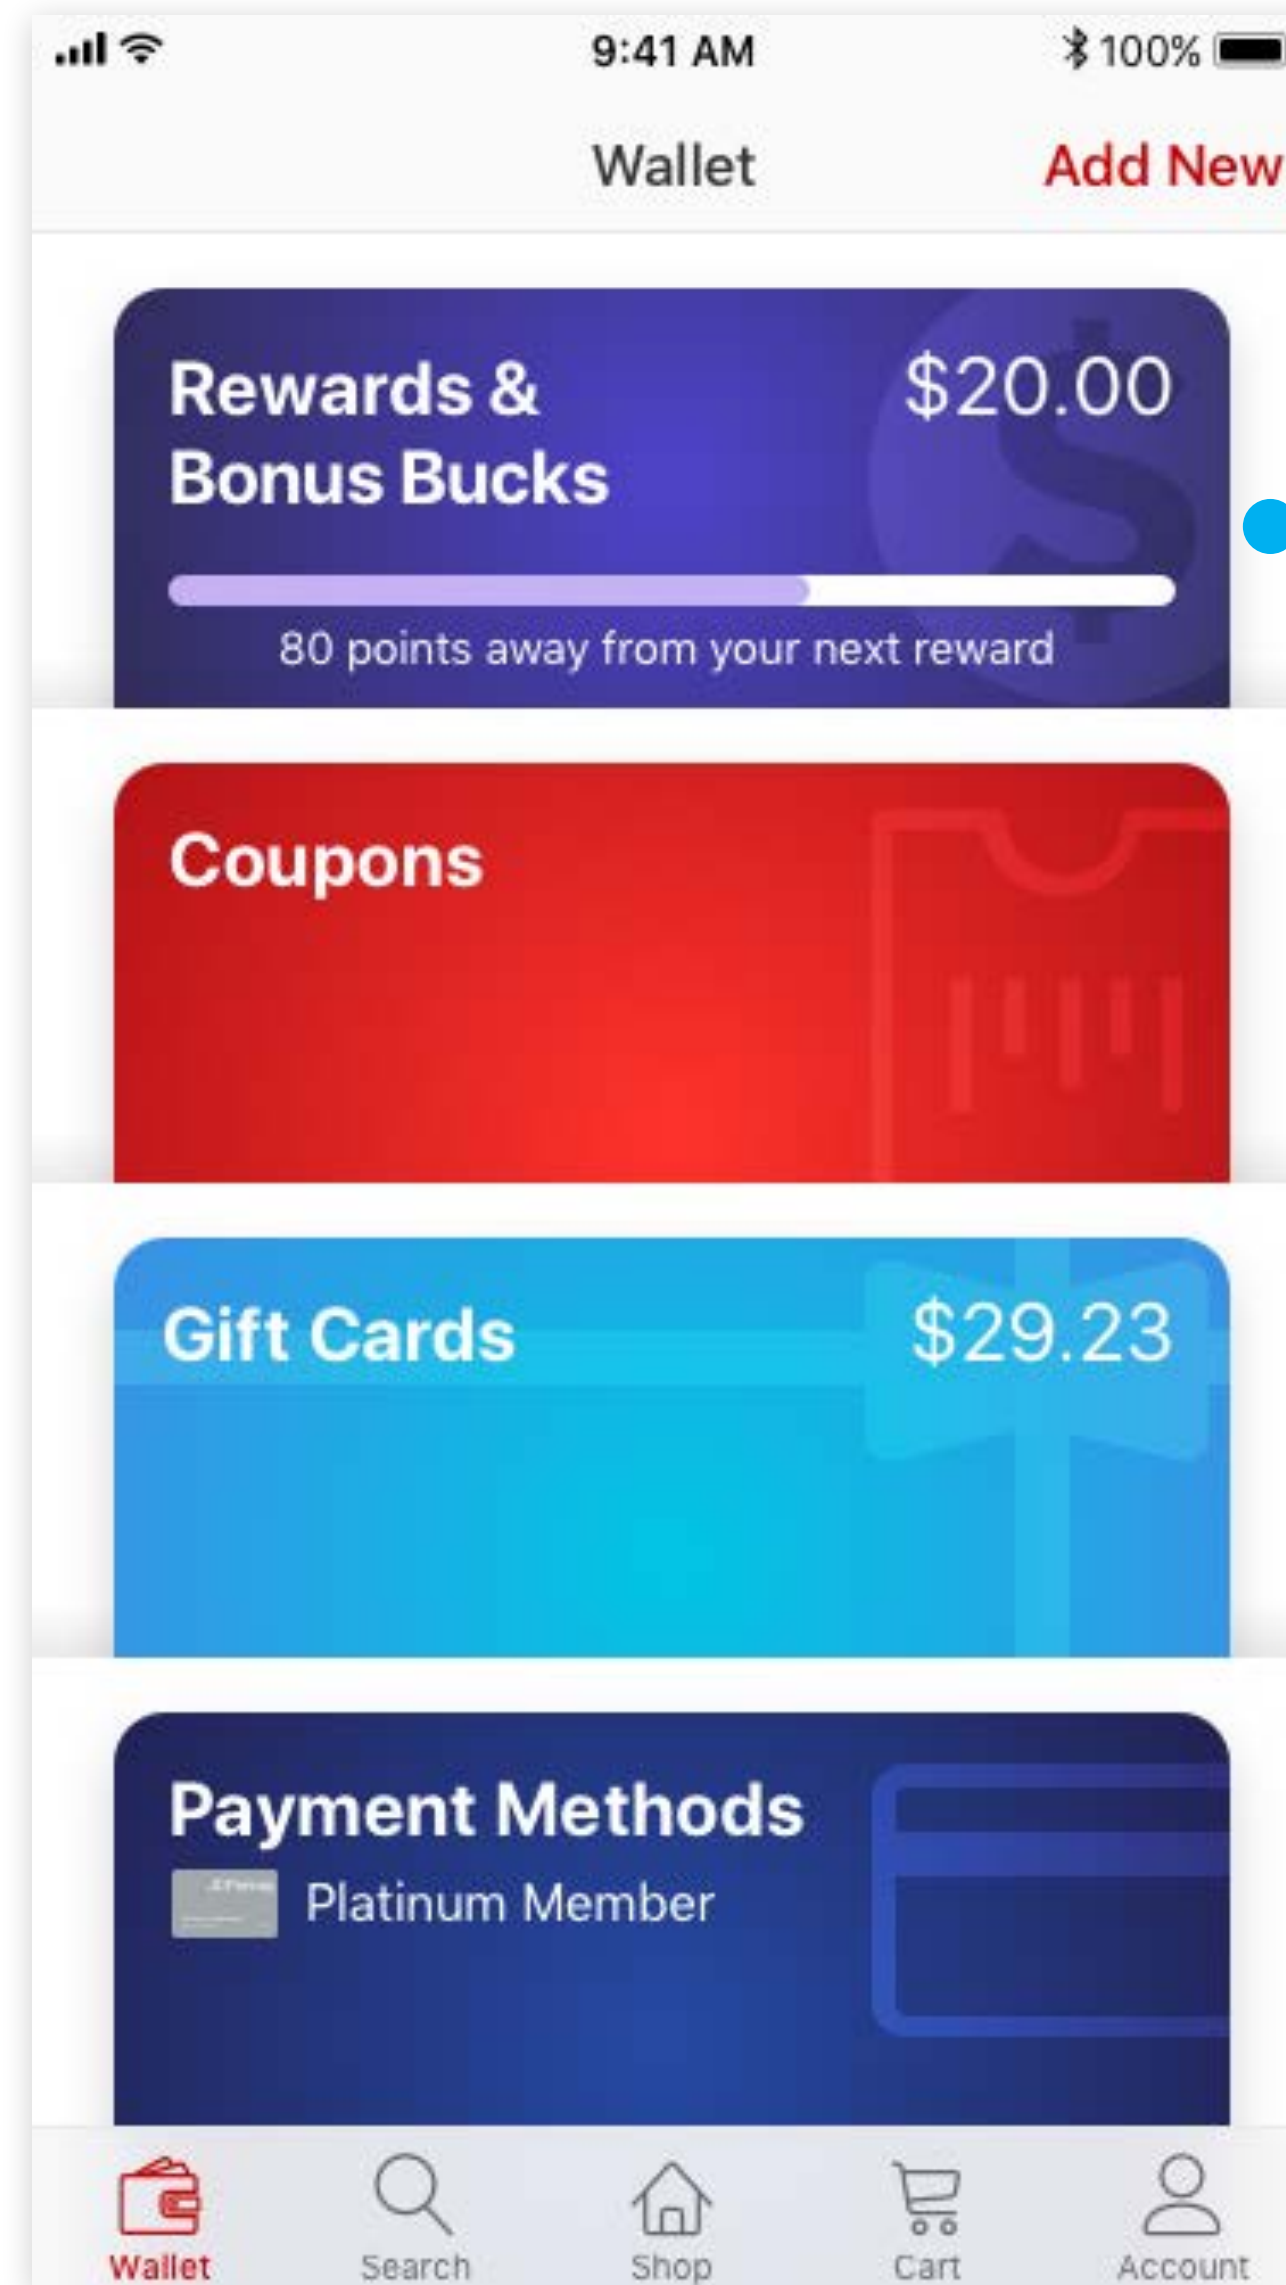 9:41 AM
100%
Wallet
Add New
Rewards &
Bonus Bucks
$20.00
80 points away from your next reward
Coupons
Gift Cards
$29.23
Payment Methods
Platinum Member
Wallet
Search
Shop
Cart
Account